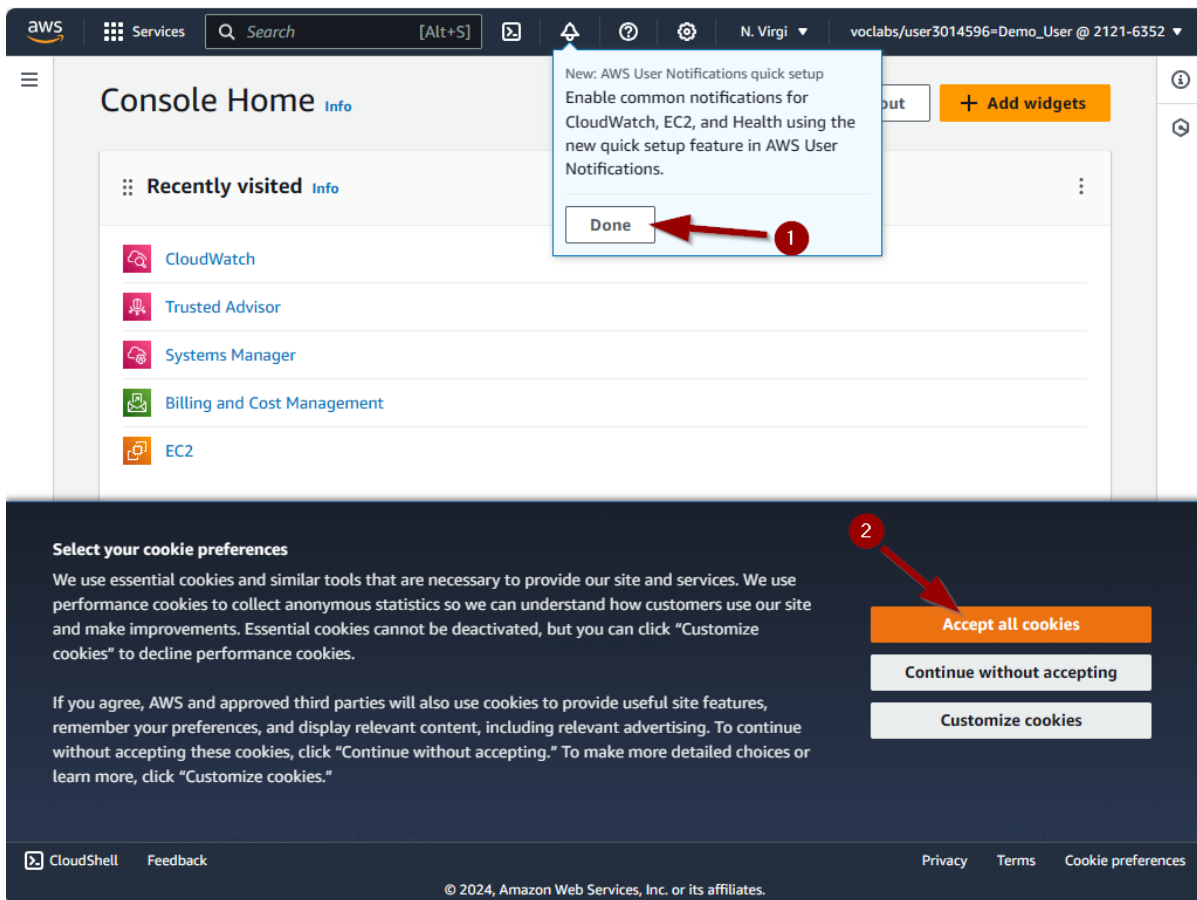 aws
Services
Search
[Alt+S]
N. Virgi
voclabs/user3014596=Demo_User @ 2121-6352
Console Home Info
out
+ Add widgets
New: AWS User Notifications quick setup
Enable common notifications for
CloudWatch, EC2, and Health using the
new quick setup feature in AWS User
Notifications.
Done
1
Recently visited Info
CloudWatch
Trusted Advisor
Systems Manager
Billing and Cost Management
EC2
2
Select your cookie preferences
We use essential cookies and similar tools that are necessary to provide our site and services. We use
performance cookies to collect anonymous statistics so we can understand how customers use our site
and make improvements. Essential cookies cannot be deactivated, but you can click “Customize
cookies” to decline performance cookies.
If you agree, AWS and approved third parties will also use cookies to provide useful site features,
remember your preferences, and display relevant content, including relevant advertising. To continue
without accepting these cookies, click “Continue without accepting.” To make more detailed choices or
learn more, click “Customize cookies.”
Accept all cookies
Continue without accepting
Customize cookies
CloudShell
Feedback
Privacy
Terms
Cookie preferences
© 2024, Amazon Web Services, Inc. or its affiliates.